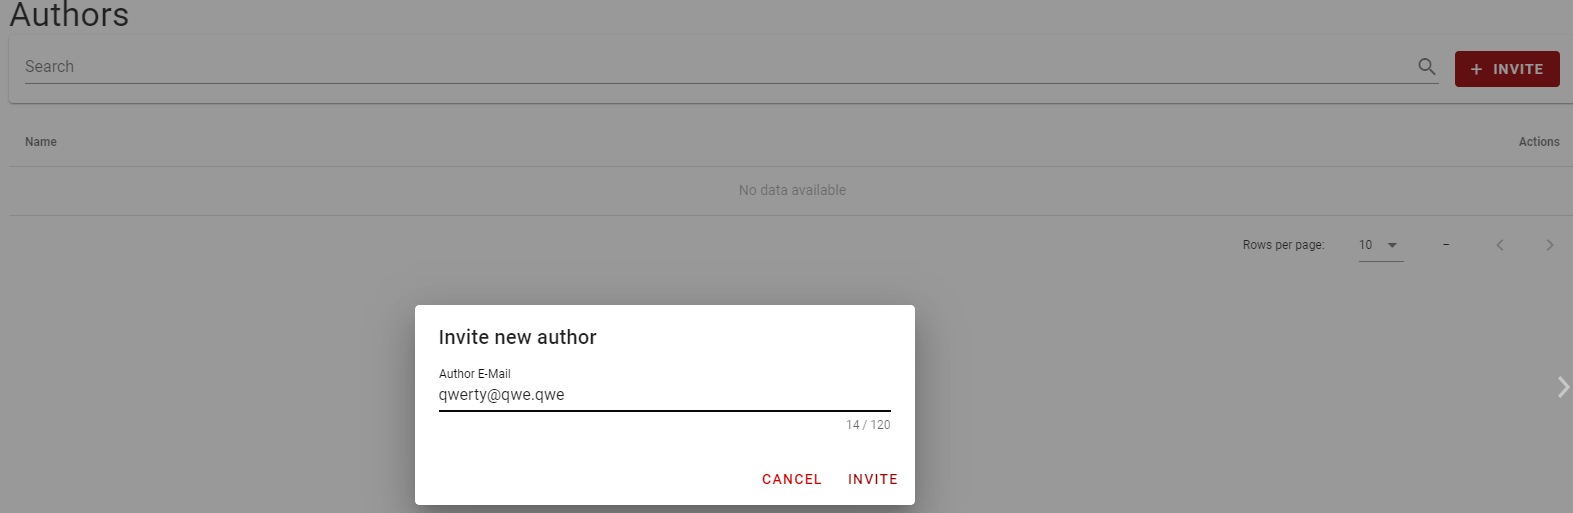 Authors
Search
+ INVITE
Name Actions
No data available
Rows per page: 10 –
Invite new author
Author E-Mail
qwerty@qwe.qwe
14 / 120
CANCEL INVITE